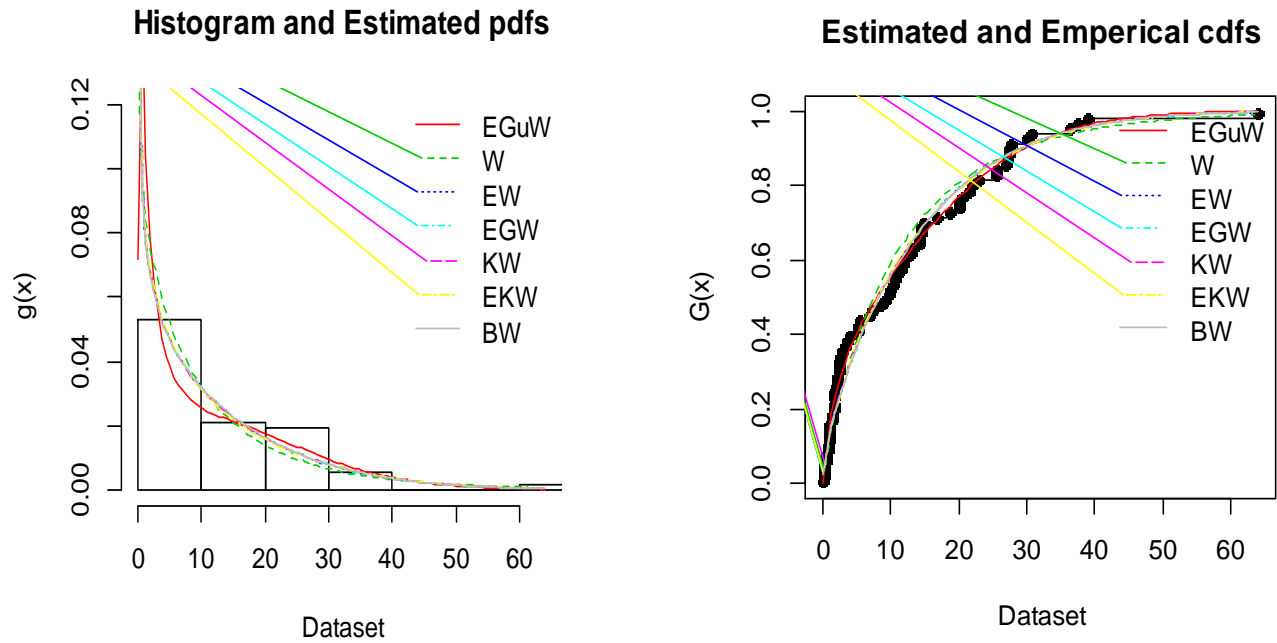 Histogram and Estimated pdfs
g(x)
0.12
0.08
0.04
0.00
EGuW
W
EW
EGW
KW
EKW
BW
0 10 20 30 40 50 60
Dataset
Estimated and Emperical cdfs
G(x)
1.0
0.8
0.6
0.4
0.2
0.0
EGuW
W
EW
EGW
KW
EKW
BW
0 10 20 30 40 50 60
Dataset